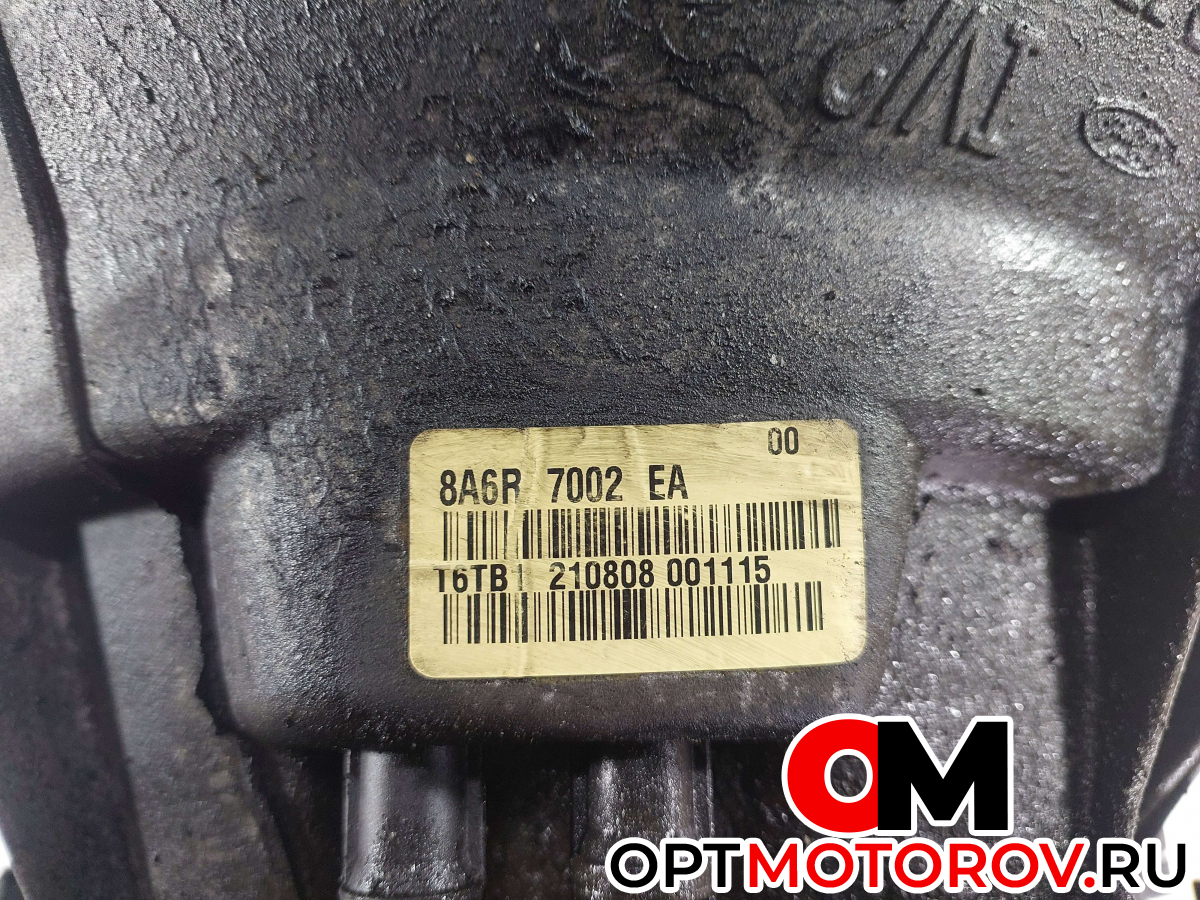 00
8A6R 7002 EA
T6TB1 210808 001115
OM
OPTMOTOROV.RU